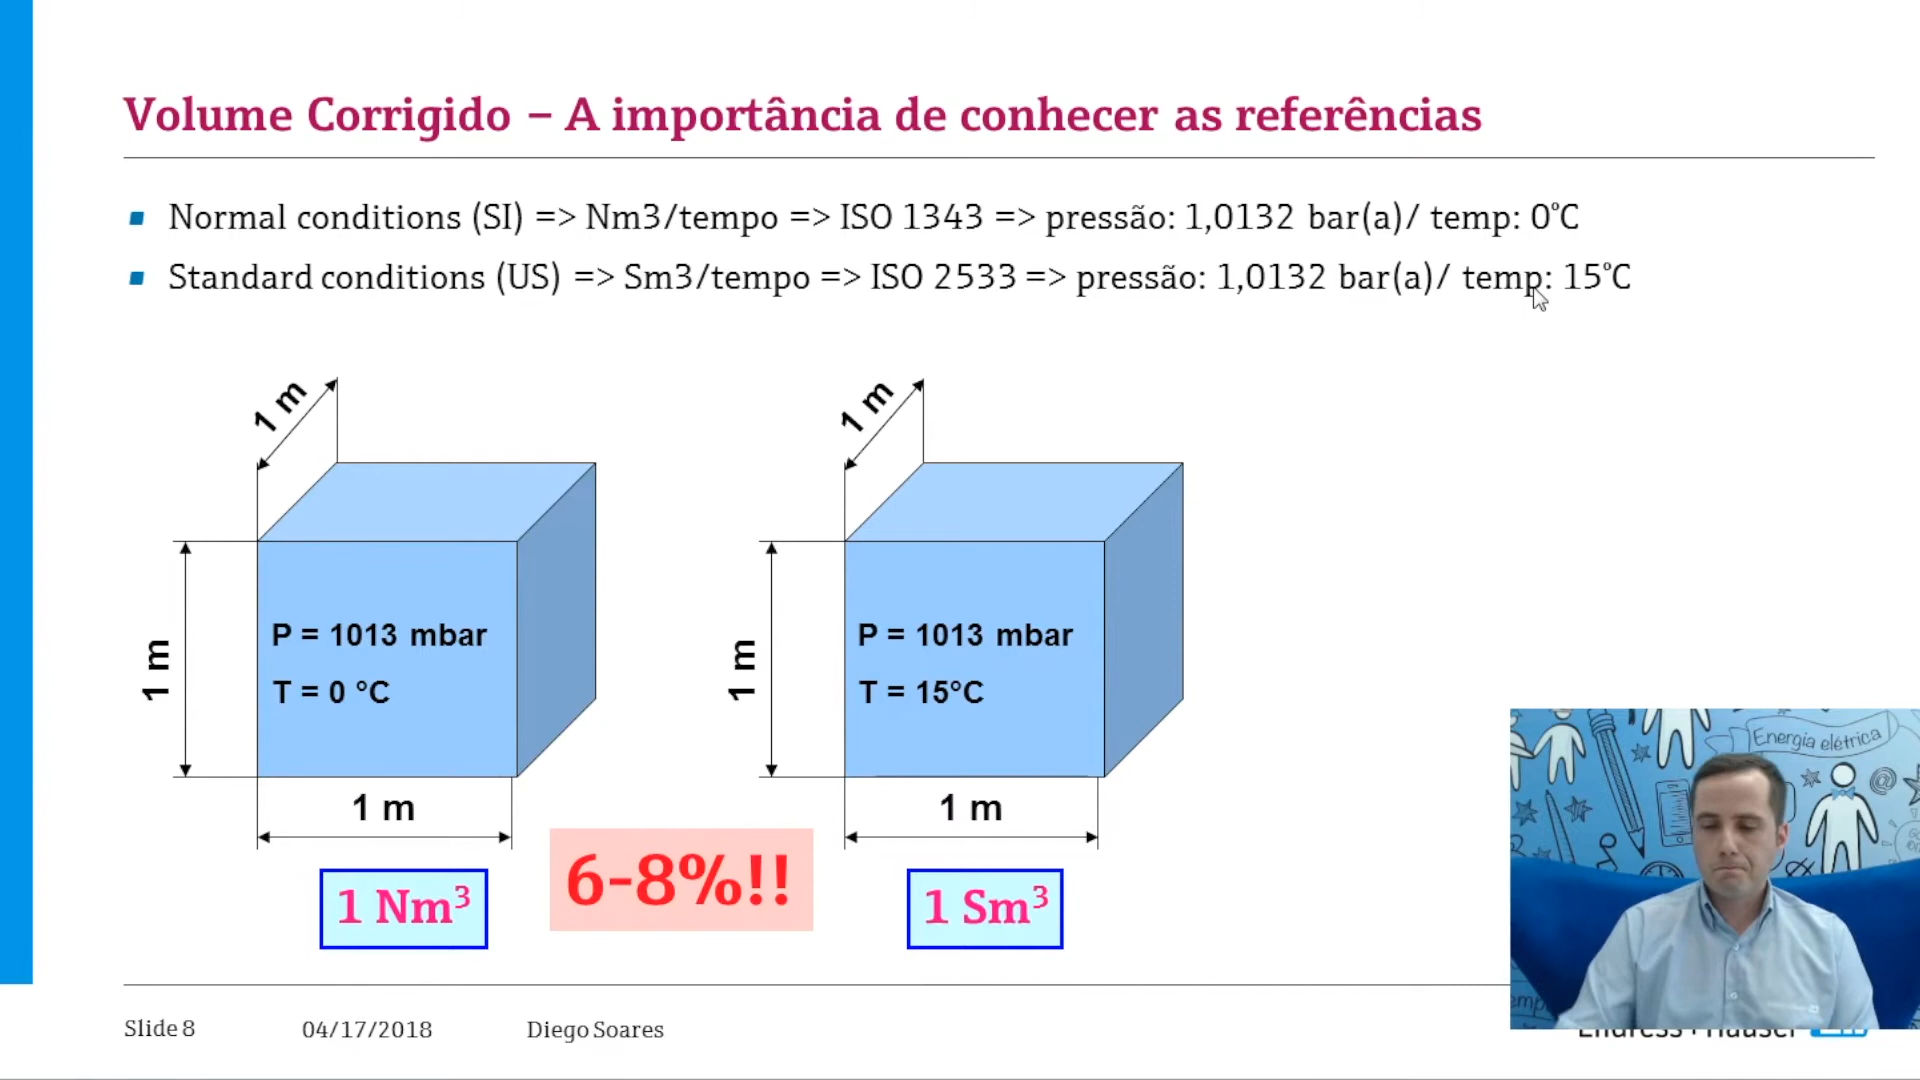 Volume Corrigido – A importância de conhecer as referências
Normal conditions (SI) => Nm3/tempo => ISO 1343 => pressão: 1,0132 bar(a)/ temp: 0°C
Standard conditions (US) => Sm3/tempo => ISO 2533 => pressão: 1,0132 bar(a)/ temp: 15°C
1 m
1 m
P = 1013 mbar
T = 0 °C
1 m
1 m
P = 1013 mbar
T = 15°C
1 m
1 m
6-8%!!
1 Nm³
1 Sm³
Energia elétrica
@
Slide 8
04/17/2018
Diego Soares
Endress+Hauser